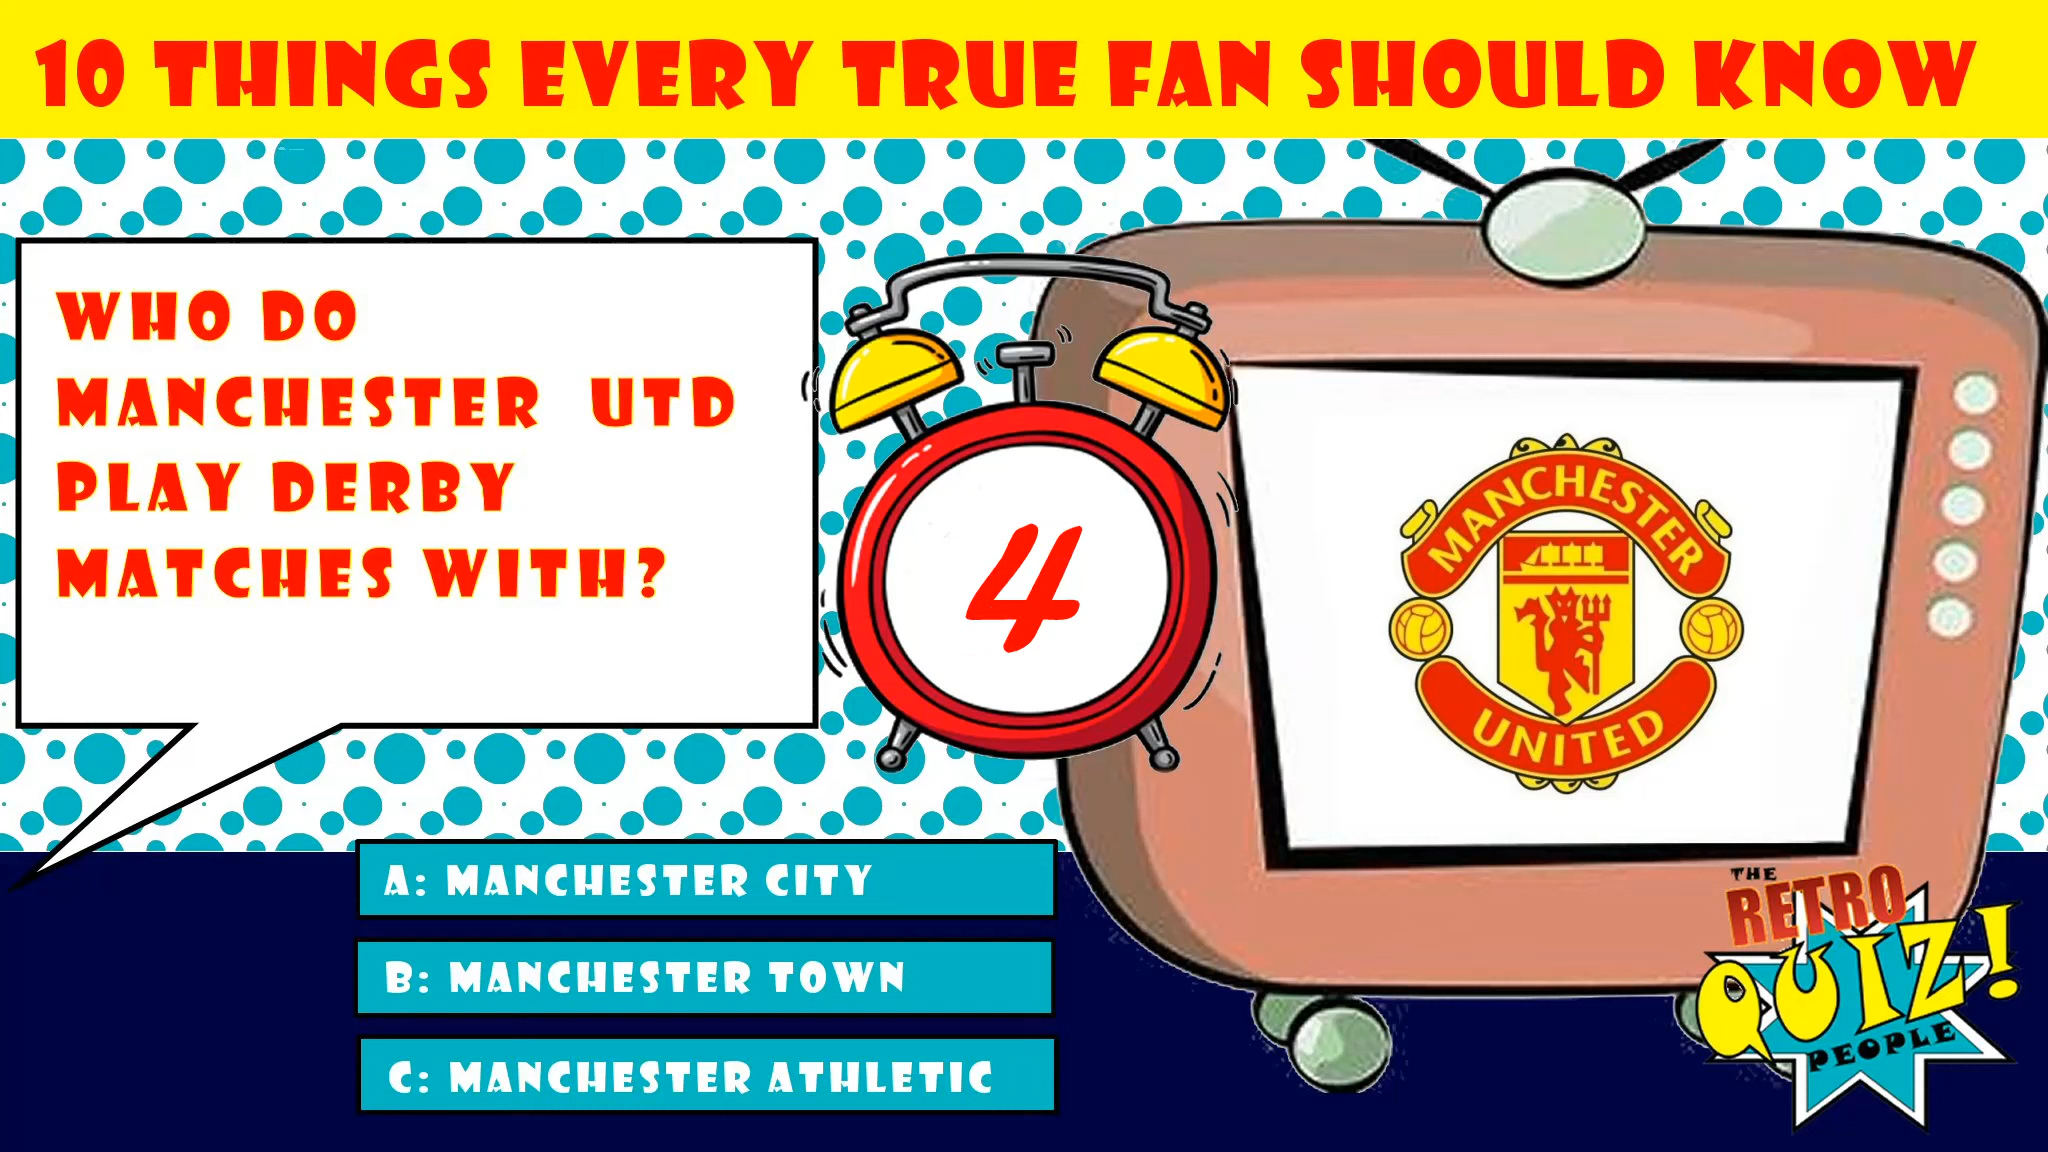 10 THINGS EVERY TRUE FAN SHOULD KNOW
WHO DO
MANCHESTER UTD
PLAY DERBY
MATCHES WITH?
4
MANCHESTER
UNITED
A: MANCHESTER CITY
B: MANCHESTER TOWN
C: MANCHESTER ATHLETIC
THE
RETRO
QUIZ!
PEOPLE